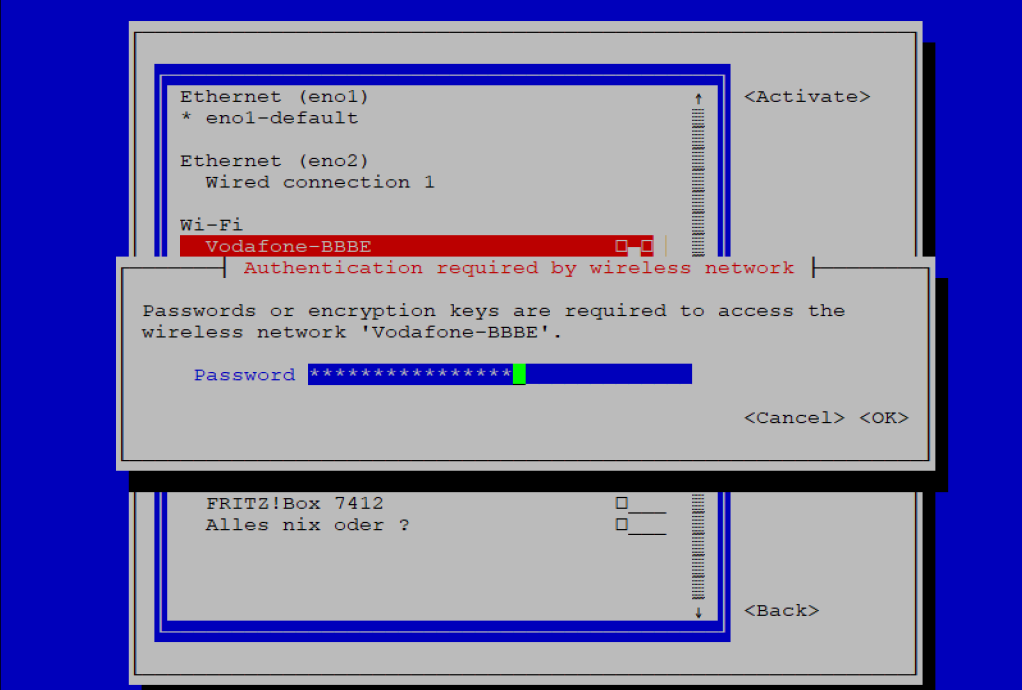 Ethernet (eno1)
* eno1-default
<Activate>
Ethernet (eno2)
Wired connection 1
Wi-Fi
Vodafone-BBBE
Authentication required by wireless network
Passwords or encryption keys are required to access the
wireless network 'Vodafone-BBBE'.
Password ****************
<Cancel> <OK>
FRITZ!Box 7412
Alles nix oder ?
<Back>